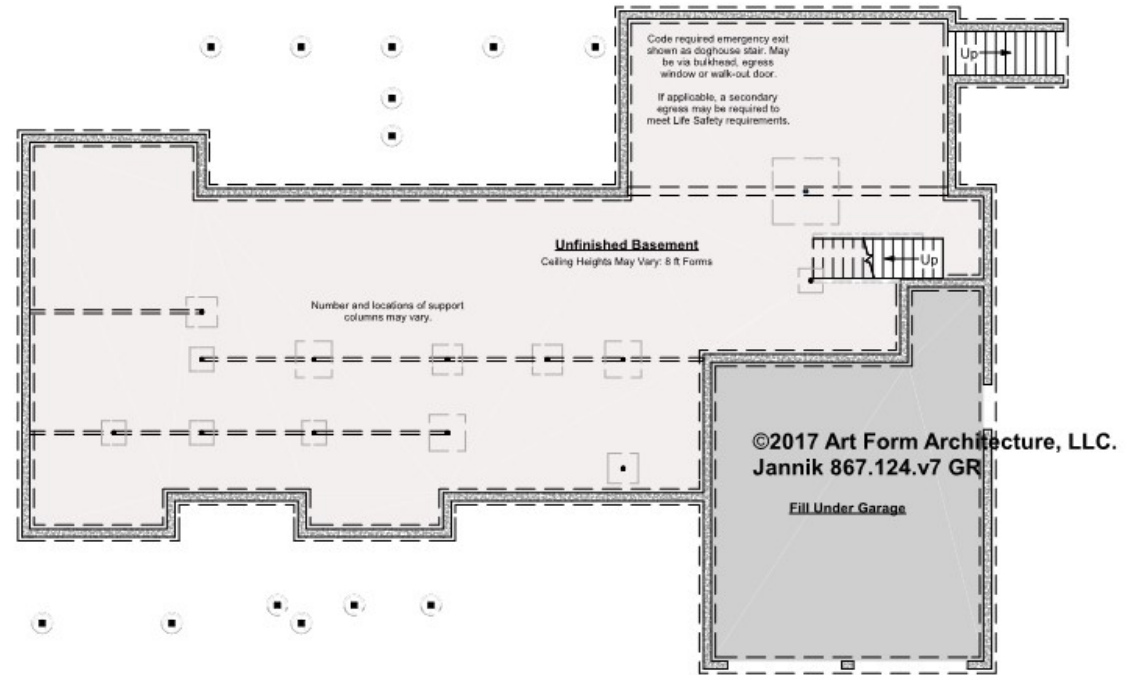 Code required emergency exit
shown as doghouse stair. May
be via bulkhead, egress
window or walk-out door.
If applicable, a secondary
egress may be required to
meet Life Safety requirements.
Up
Unfinished Basement
Ceiling Heights May Vary: 8 ft Forms
Up
Number and locations of support
columns may vary.
©2017 Art Form Architecture, LLC.
Jannik 867.124.v7 GR
Fill Under Garage